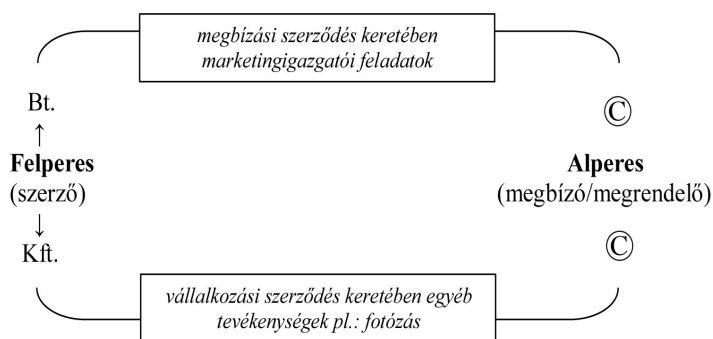 megbízási szerződés keretében
marketingigazgatói feladatok
Bt.
©
↑
Felperes
Alperes
(szerző)
(megbízó/megrendelő)
↓
Kft.
©
vállalkozási szerződés keretében egyéb
tevékenységek pl.: fotózás